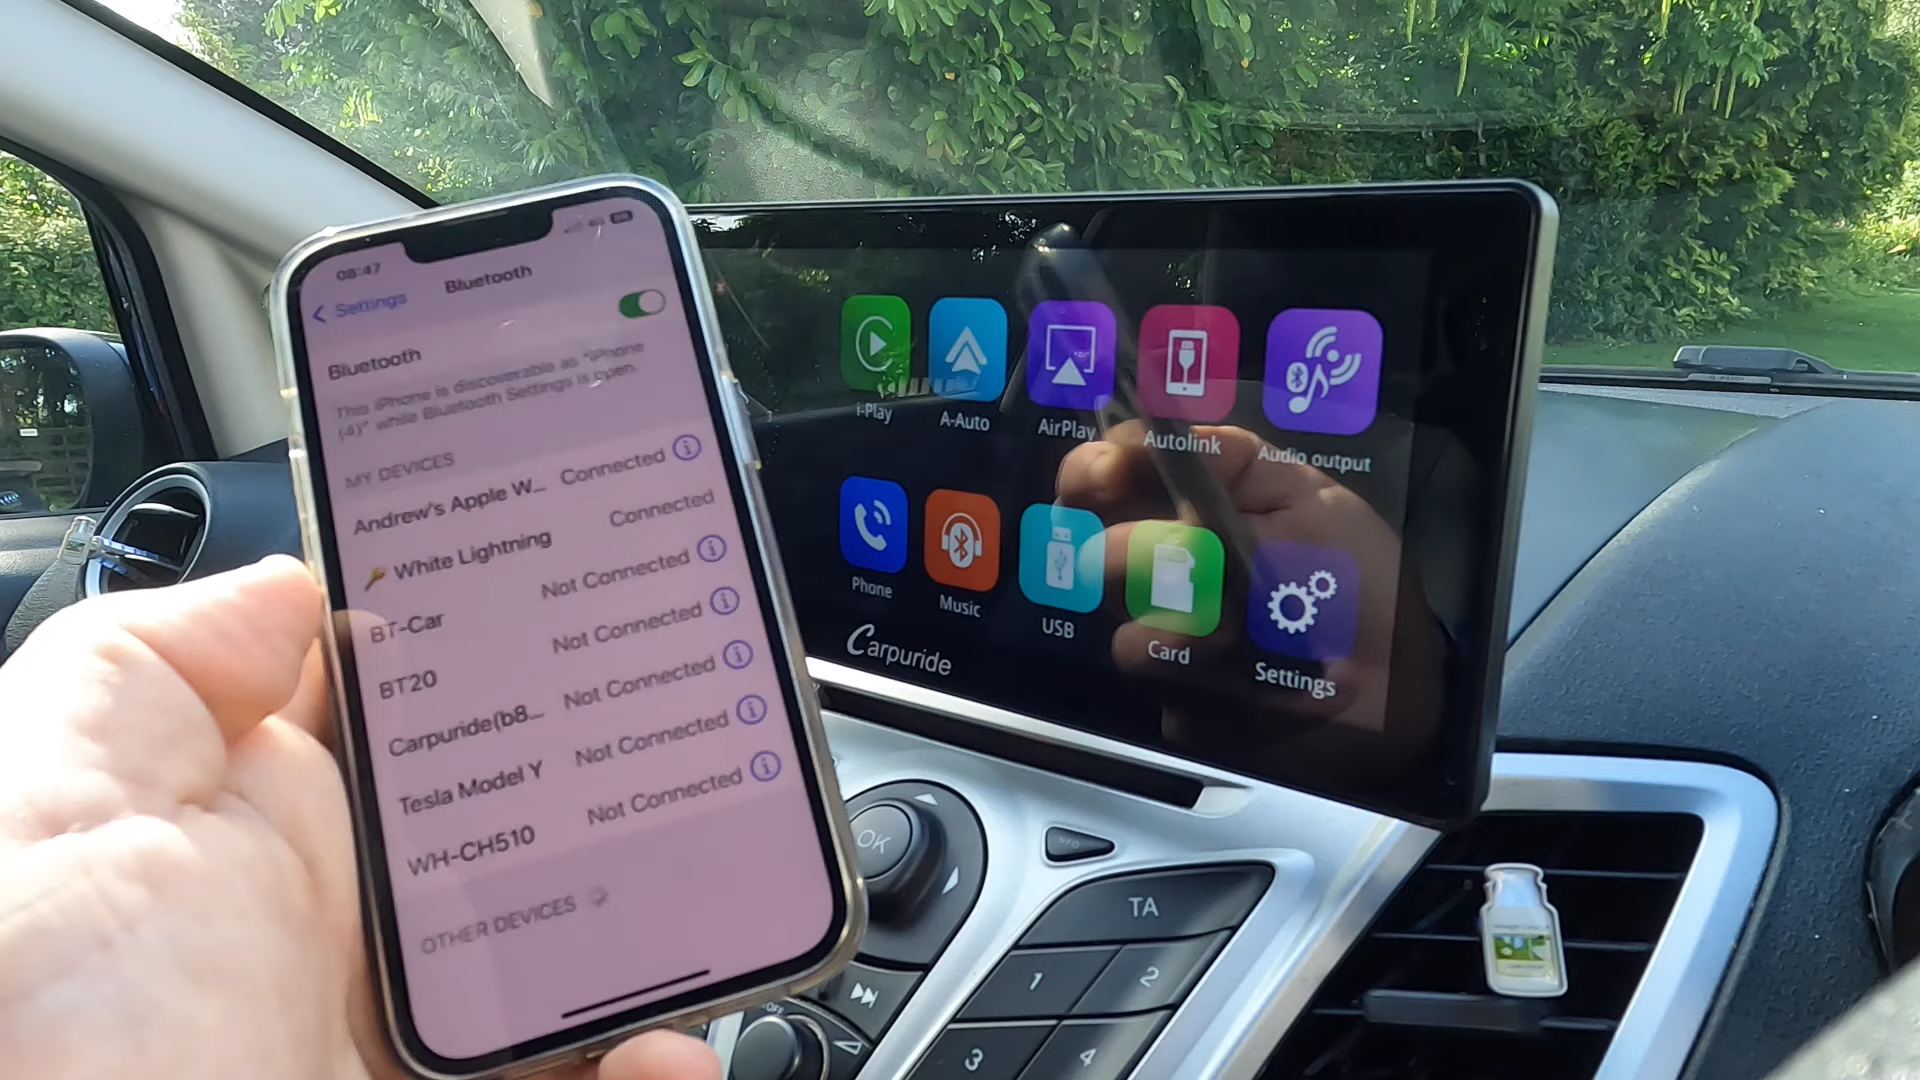 08:47
4G
Settings
Bluetooth
Bluetooth
This iPhone is discoverable as "iPhone
(4)" while Bluetooth Settings is open.
MY DEVICES
Andrew's Apple W... Connected
White Lightning Connected
BT-Car Not Connected
BT20 Not Connected
Carpuride(b8... Not Connected
Tesla Model Y Not Connected
WH-CH510 Not Connected
OTHER DEVICES
i-Play
A-Auto
AirPlay
Autolink
Audio output
Phone
Music
USB
Card
Settings
Carpuride
OK
TA
1
2
3
4